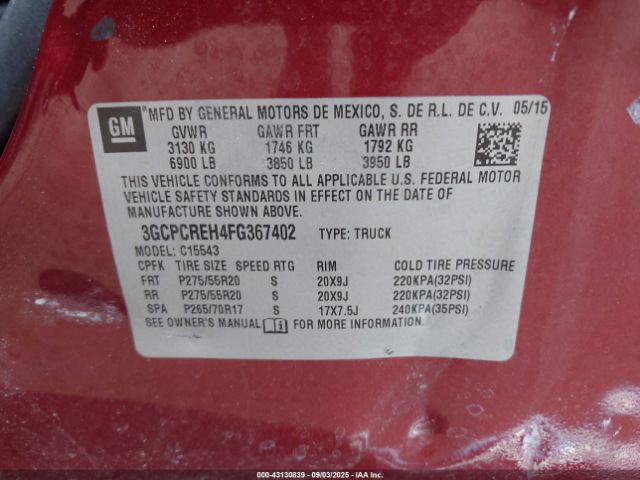 GM
*MFD BY GENERAL MOTORS DE MEXICO, S. DE R.L. DE C.V. 05/15
GVWR GAWR FRT GAWR RR
3130 KG 1746 KG 1792 KG
6900 LB 3850 LB 3950 LB
THIS VEHICLE CONFORMS TO ALL APPLICABLE U.S. FEDERAL MOTOR
VEHICLE SAFETY STANDARDS IN EFFECT ON THE DATE OF
MANUFACTURE SHOWN ABOVE.
3GCPCREH4FG367402 TYPE: TRUCK
MODEL: C15543
CPFK TIRE SIZE SPEED RTG RIM COLD TIRE PRESSURE
FRT P275/55R20 S 20X9J 220KPA(32PSI)
RR P275/55R20 S 20X9J 220KPA(32PSI)
SPA P265/70R17 S 17X7.5J 240KPA(35PSI)
SEE OWNER'S MANUAL FOR MORE INFORMATION.
000-43130839 - 09/03/2025 - COPART.COM